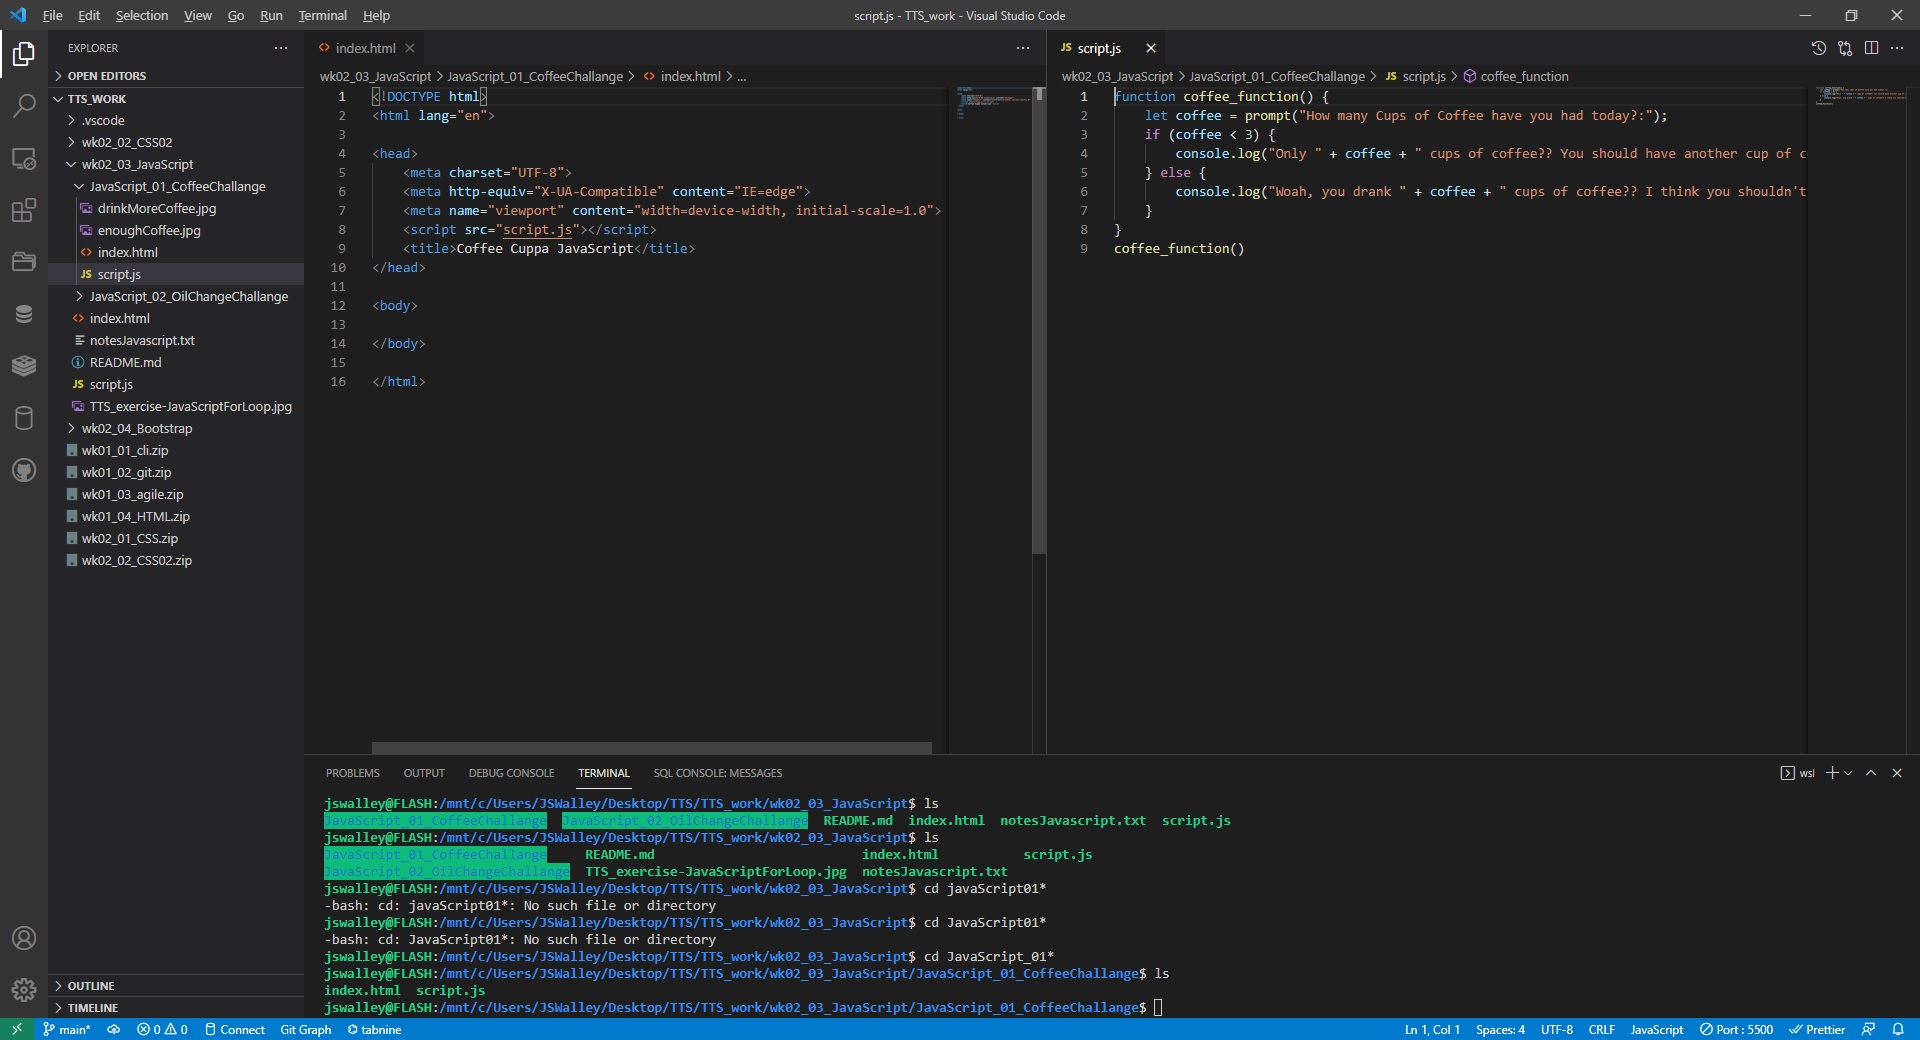 File Edit Selection View Go Run Terminal Help
script.js - TTS_work - Visual Studio Code
EXPLORER
OPEN EDITORS
TTS_WORK
.vscode
wk02_02_CSS02
wk02_03_JavaScript
JavaScript_01_CoffeeChallange
drinkMoreCoffee.jpg
enoughCoffee.jpg
index.html
JS script.js
JavaScript_02_OilChangeChallange
index.html
notesJavascript.txt
README.md
JS script.js
TTS_exercise-JavaScriptForLoop.jpg
wk02_04_Bootstrap
wk01_01_cli.zip
wk01_02_git.zip
wk01_03_agile.zip
wk01_04_HTML.zip
wk02_01_CSS.zip
wk02_02_CSS02.zip
OUTLINE
TIMELINE
index.html
wk02_03_JavaScript > JavaScript_01_CoffeeChallange > index.html > ...
1 <!DOCTYPE html>
2 <html lang="en">
3
4 <head>
5 <meta charset="UTF-8">
6 <meta http-equiv="X-UA-Compatible" content="IE=edge">
7 <meta name="viewport" content="width=device-width, initial-scale=1.0">
8 <script src="script.js"></script>
9 <title>Coffee Cuppa JavaScript</title>
10 </head>
11
12 <body>
13
14 </body>
15
16 </html>
JS script.js
wk02_03_JavaScript > JavaScript_01_CoffeeChallange > JS script.js > coffee_function
1 function coffee_function() {
2 let coffee = prompt("How many Cups of Coffee have you had today?:");
3 if (coffee < 3) {
4 console.log("Only " + coffee + " cups of coffee?? You should have another cup of c
5 } else {
6 console.log("Woah, you drank " + coffee + " cups of coffee?? I think you shouldn't
7 }
8 }
9 coffee_function()
PROBLEMS OUTPUT DEBUG CONSOLE TERMINAL SQL CONSOLE: MESSAGES
wsl
jswalley@FLASH:/mnt/c/Users/JSWalley/Desktop/TTS/TTS_work/wk02_03_JavaScript$ ls
JavaScript_01_CoffeeChallange JavaScript_02_OilChangeChallange README.md index.html notesJavascript.txt script.js
jswalley@FLASH:/mnt/c/Users/JSWalley/Desktop/TTS/TTS_work/wk02_03_JavaScript$ ls
JavaScript_01_CoffeeChallange README.md index.html script.js
JavaScript_02_OilChangeChallange TTS_exercise-JavaScriptForLoop.jpg notesJavascript.txt
jswalley@FLASH:/mnt/c/Users/JSWalley/Desktop/TTS/TTS_work/wk02_03_JavaScript$ cd javaScript01*
-bash: cd: javaScript01*: No such file or directory
jswalley@FLASH:/mnt/c/Users/JSWalley/Desktop/TTS/TTS_work/wk02_03_JavaScript$ cd JavaScript01*
-bash: cd: JavaScript01*: No such file or directory
jswalley@FLASH:/mnt/c/Users/JSWalley/Desktop/TTS/TTS_work/wk02_03_JavaScript$ cd JavaScript_01*
jswalley@FLASH:/mnt/c/Users/JSWalley/Desktop/TTS/TTS_work/wk02_03_JavaScript/JavaScript_01_CoffeeChallange$ ls
index.html script.js
jswalley@FLASH:/mnt/c/Users/JSWalley/Desktop/TTS/TTS_work/wk02_03_JavaScript/JavaScript_01_CoffeeChallange$
main* 0 0 Connect Git Graph tabnine
Ln 1, Col 1 Spaces: 4 UTF-8 CRLF JavaScript Port : 5500 Prettier